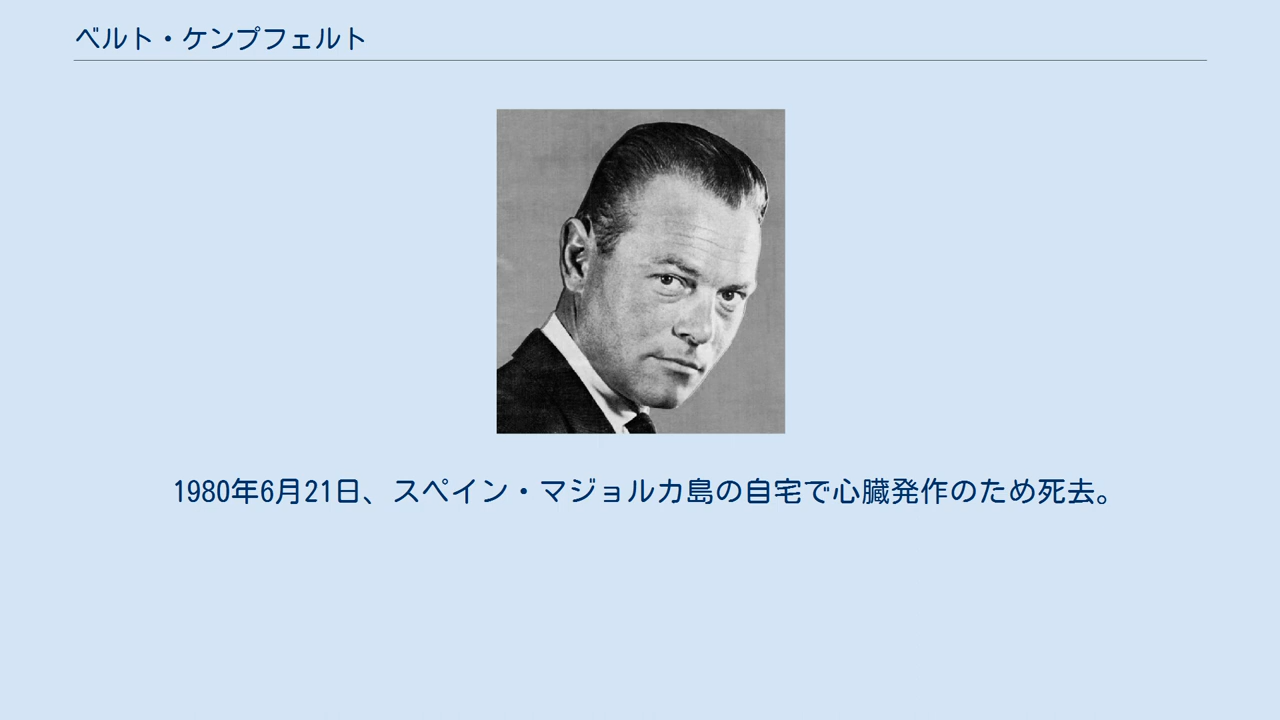 ベルト・ケンプフェルト
1980年6月21日、スペイン・マジョルカ島の自宅で心臓発作のため死去。